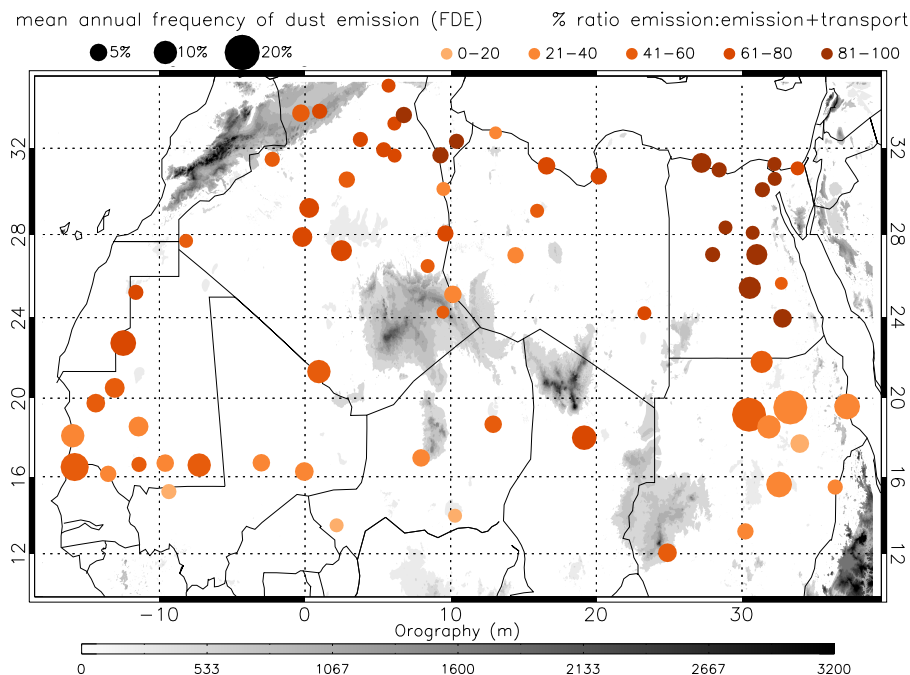 mean annual frequency of dust emission (FDE) % ratio emission:emission+transport
5% 10% 20% 0-20 21-40 41-60 61-80 81-100
32 32
28 28
24 24
20 20
16 16
12 12
-10 0 10 20 30
Orography (m)
0 533 1067 1600 2133 2667 3200